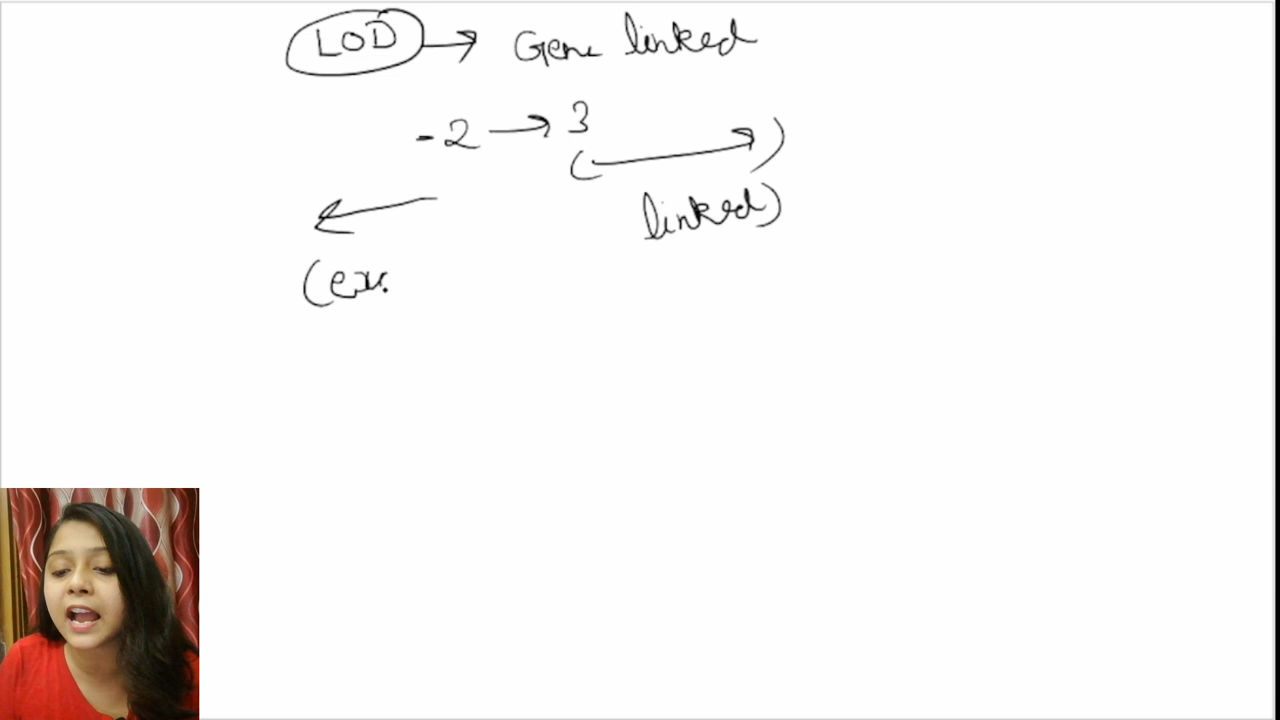 LOD → Gene linked
-2 → 3
( → )
linked)
(ex